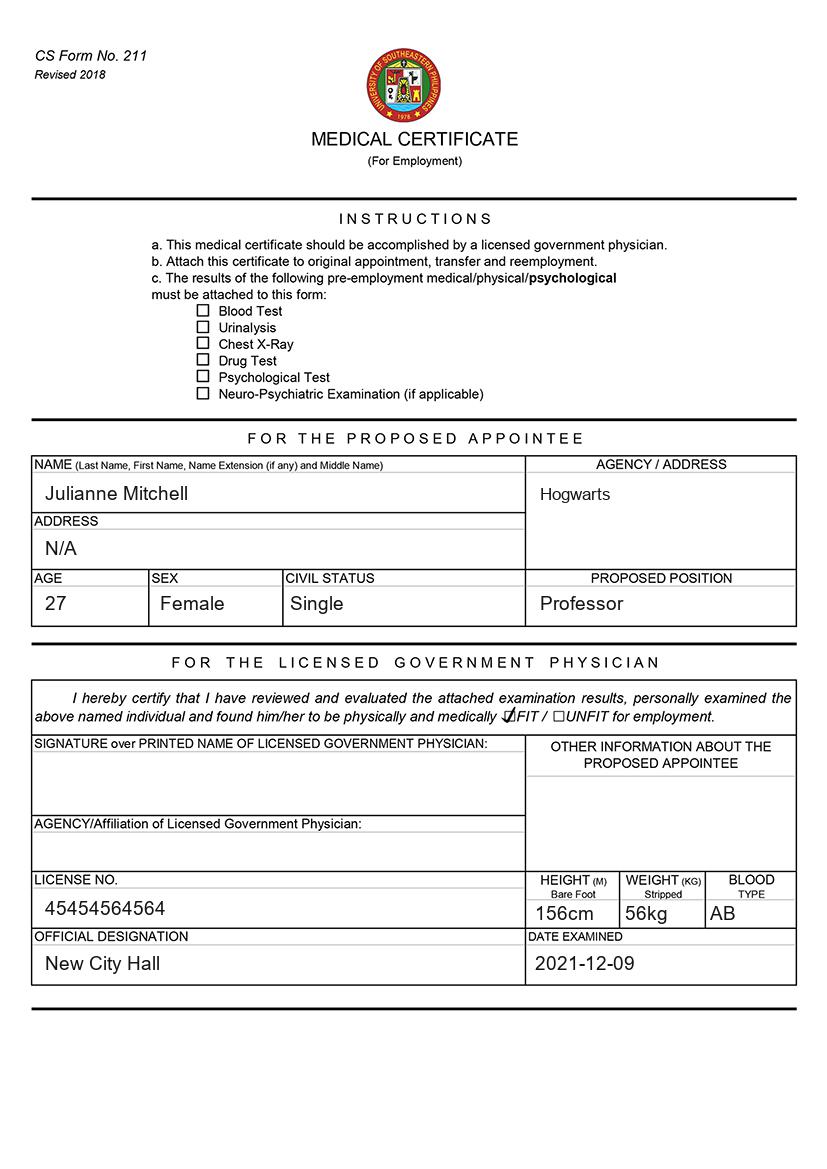 CS Form No. 211
Revised 2018
UNIVERSITY OF SOUTHEASTERN PHILIPPINES
1978
MEDICAL CERTIFICATE
(For Employment)
INSTRUCTIONS
a. This medical certificate should be accomplished by a licensed government physician.
b. Attach this certificate to original appointment, transfer and reemployment.
c. The results of the following pre-employment medical/physical/psychological
must be attached to this form:
☐ Blood Test
☐ Urinalysis
☐ Chest X-Ray
☐ Drug Test
☐ Psychological Test
☐ Neuro-Psychiatric Examination (if applicable)
FOR THE PROPOSED APPOINTEE
NAME (Last Name, First Name, Name Extension (if any) and Middle Name)
Julianne Mitchell
AGENCY / ADDRESS
Hogwarts
ADDRESS
N/A
AGE
27
SEX
Female
CIVIL STATUS
Single
PROPOSED POSITION
Professor
FOR THE LICENSED GOVERNMENT PHYSICIAN
I hereby certify that I have reviewed and evaluated the attached examination results, personally examined the
above named individual and found him/her to be physically and medically ☑FIT / ☐UNFIT for employment.
SIGNATURE over PRINTED NAME OF LICENSED GOVERNMENT PHYSICIAN:
OTHER INFORMATION ABOUT THE
PROPOSED APPOINTEE
AGENCY/Affiliation of Licensed Government Physician:
LICENSE NO.
45454564564
HEIGHT (M)
Bare Foot
156cm
WEIGHT (KG)
Stripped
56kg
BLOOD
TYPE
AB
OFFICIAL DESIGNATION
New City Hall
DATE EXAMINED
2021-12-09